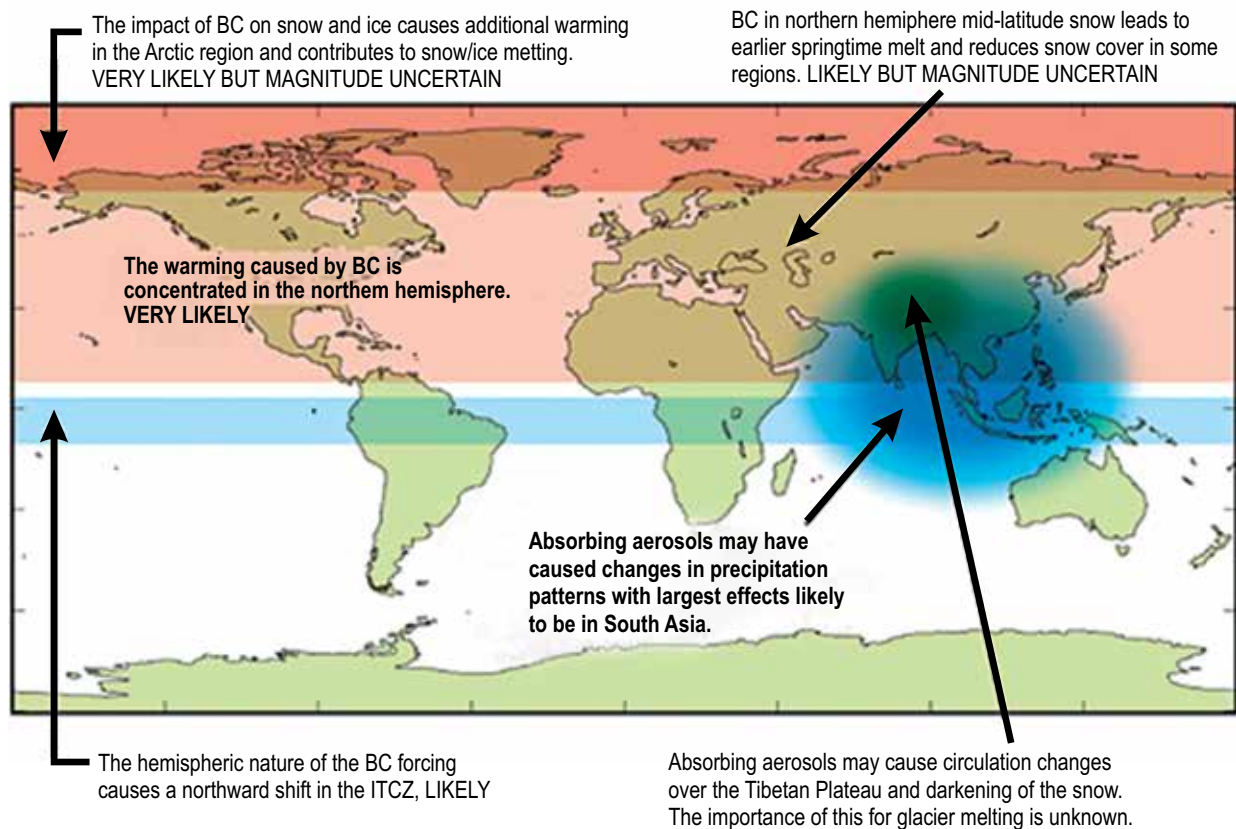 The impact of BC on snow and ice causes additional warming
in the Arctic region and contributes to snow/ice metting.
VERY LIKELY BUT MAGNITUDE UNCERTAIN
BC in northern hemiphere mid-latitude snow leads to
earlier springtime melt and reduces snow cover in some
regions. LIKELY BUT MAGNITUDE UNCERTAIN
The warming caused by BC is
concentrated in the northem hemisphere.
VERY LIKELY
Absorbing aerosols may have
caused changes in precipitation
patterns with largest effects likely
to be in South Asia.
The hemispheric nature of the BC forcing
causes a northward shift in the ITCZ, LIKELY
Absorbing aerosols may cause circulation changes
over the Tibetan Plateau and darkening of the snow.
The importance of this for glacier melting is unknown.